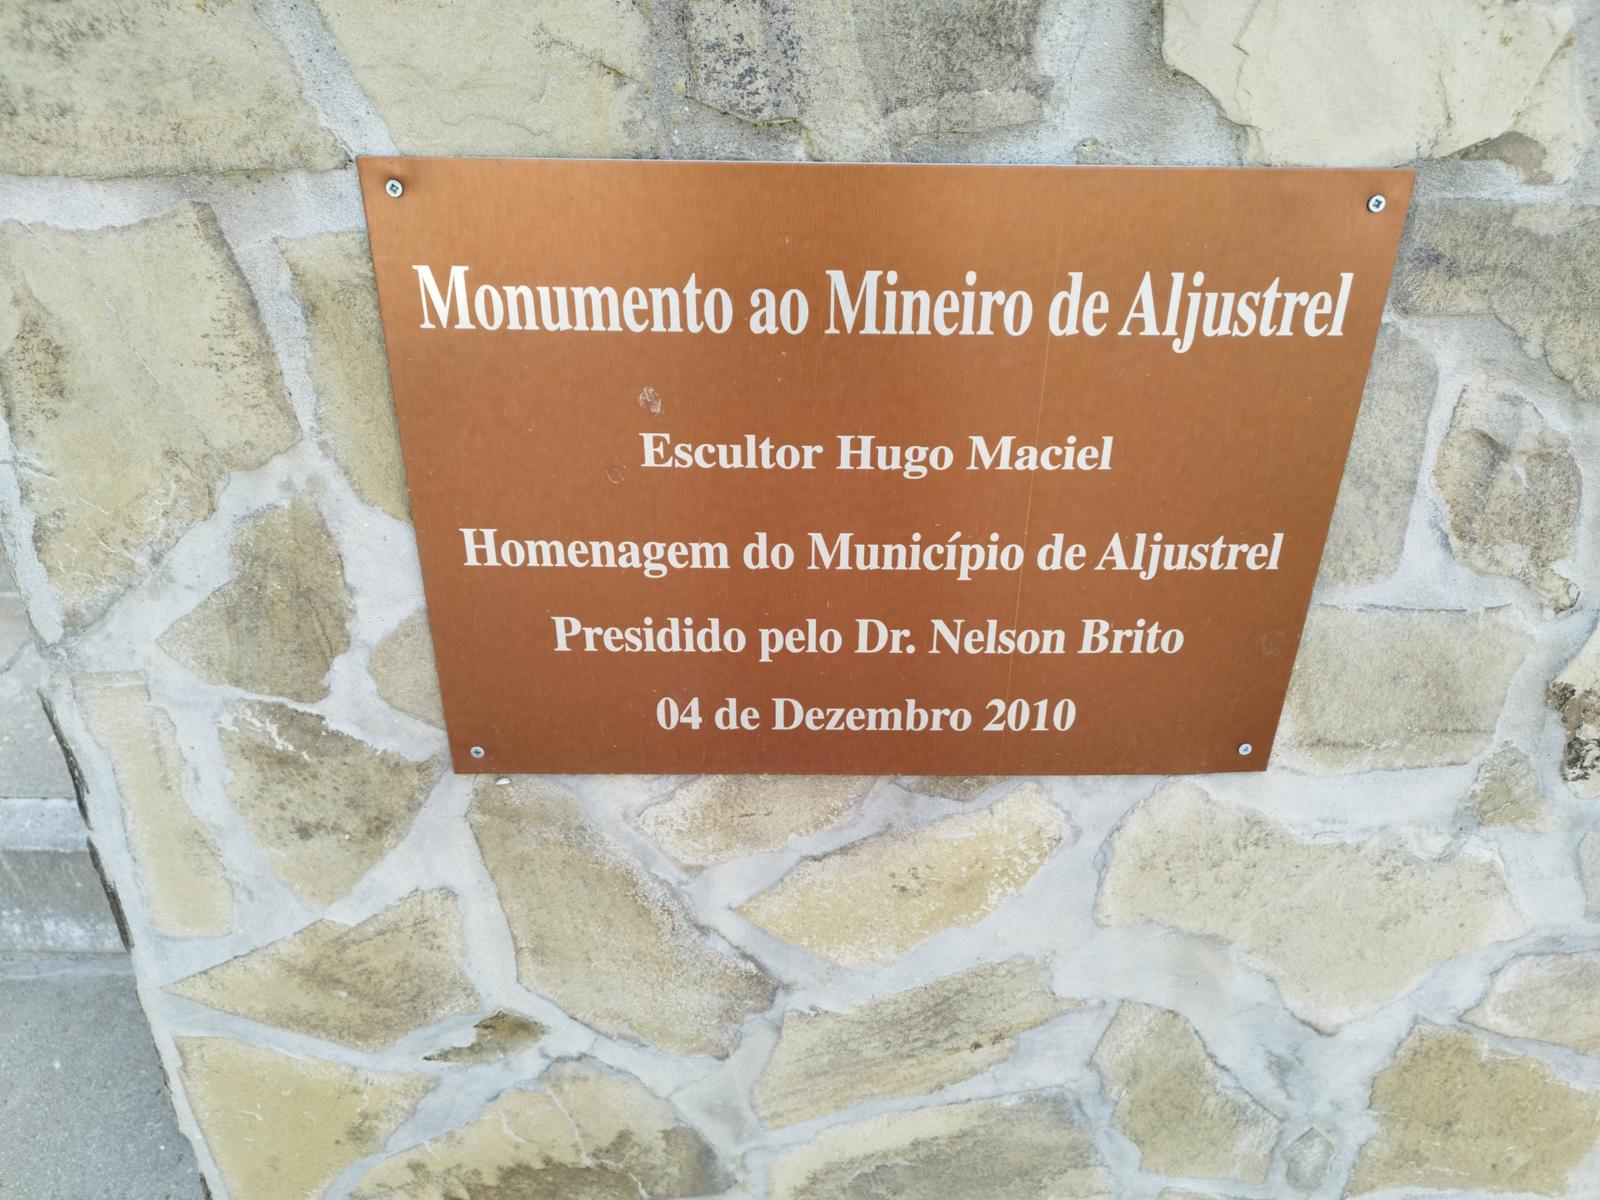 Monumento ao Mineiro de Aljustrel
Escultor Hugo Maciel
Homenagem do Município de Aljustrel
Presidido pelo Dr. Nelson Brito
04 de Dezembro 2010